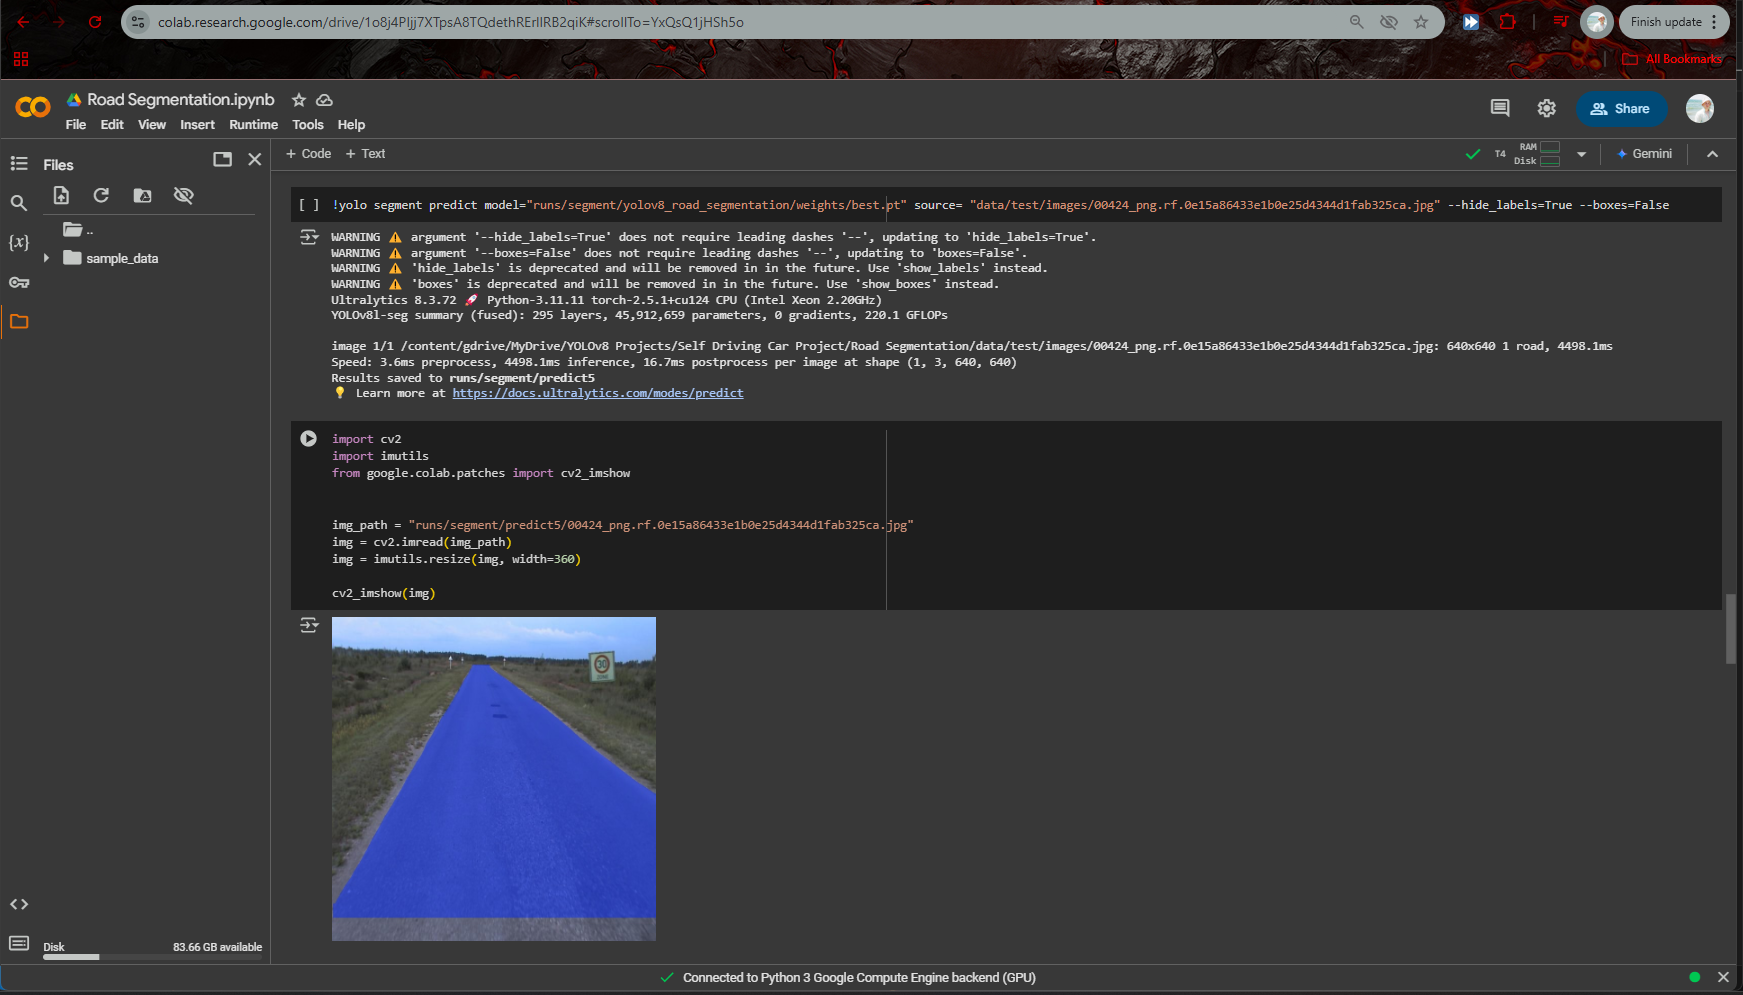 colab.research.google.com/drive/1o8j4PIjj7XTpsA8TQdethRErIIRB2qiK#scrollTo=YxQsQ1jHSh5o
Finish update
All Bookmarks
CO
Road Segmentation.ipynb
File Edit View Insert Runtime Tools Help
Share
Files
+ Code + Text
T4
RAM
Disk
Gemini
..
{x}
sample_data
[ ] !yolo segment predict model="runs/segment/yolov8_road_segmentation/weights/best.pt" source= "data/test/images/00424_png.rf.0e15a86433e1b0e25d4344d1fab325ca.jpg" --hide_labels=True --boxes=False
WARNING ⚠️ argument '--hide_labels=True' does not require leading dashes '--', updating to 'hide_labels=True'.
WARNING ⚠️ argument '--boxes=False' does not require leading dashes '--', updating to 'boxes=False'.
WARNING ⚠️ 'hide_labels' is deprecated and will be removed in in the future. Use 'show_labels' instead.
WARNING ⚠️ 'boxes' is deprecated and will be removed in in the future. Use 'show_boxes' instead.
Ultralytics 8.3.72 🚀 Python-3.11.11 torch-2.5.1+cu124 CPU (Intel Xeon 2.20GHz)
YOLOv8l-seg summary (fused): 295 layers, 45,912,659 parameters, 0 gradients, 220.1 GFLOPs
image 1/1 /content/gdrive/MyDrive/YOLOv8 Projects/Self Driving Car Project/Road Segmentation/data/test/images/00424_png.rf.0e15a86433e1b0e25d4344d1fab325ca.jpg: 640x640 1 road, 4498.1ms
Speed: 3.6ms preprocess, 4498.1ms inference, 16.7ms postprocess per image at shape (1, 3, 640, 640)
Results saved to runs/segment/predict5
💡 Learn more at https://docs.ultralytics.com/modes/predict
import cv2
import imutils
from google.colab.patches import cv2_imshow
img_path = "runs/segment/predict5/00424_png.rf.0e15a86433e1b0e25d4344d1fab325ca.jpg"
img = cv2.imread(img_path)
img = imutils.resize(img, width=360)
cv2_imshow(img)
30
Disk
83.66 GB available
Connected to Python 3 Google Compute Engine backend (GPU)